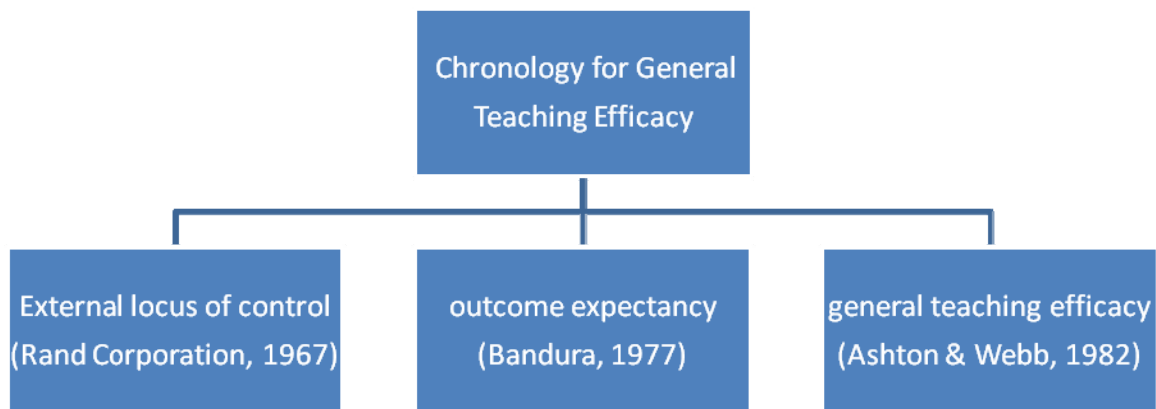 Chronology for General
Teaching Efficacy
External locus of control
(Rand Corporation, 1967)
outcome expectancy
(Bandura, 1977)
general teaching efficacy
(Ashton & Webb, 1982)